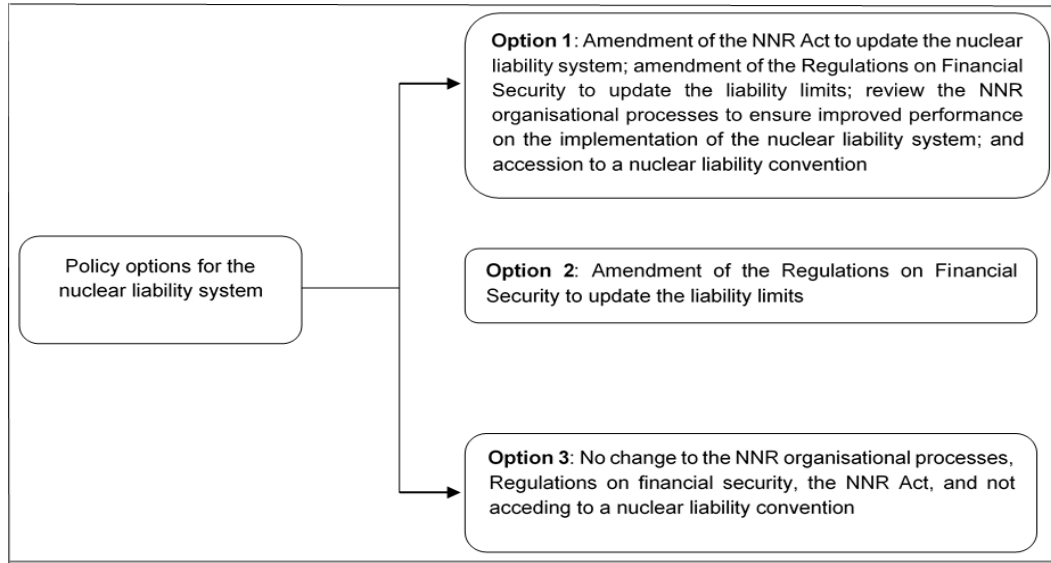 Option 1: Amendment of the NNR Act to update the nuclear
liability system; amendment of the Regulations on Financial
Security to update the liability limits; review the NNR
organisational processes to ensure improved performance
on the implementation of the nuclear liability system; and
accession to a nuclear liability convention
Policy options for the
nuclear liability system
Option 2: Amendment of the Regulations on Financial
Security to update the liability limits
Option 3: No change to the NNR organisational processes,
Regulations on financial security, the NNR Act, and not
acceding to a nuclear liability convention